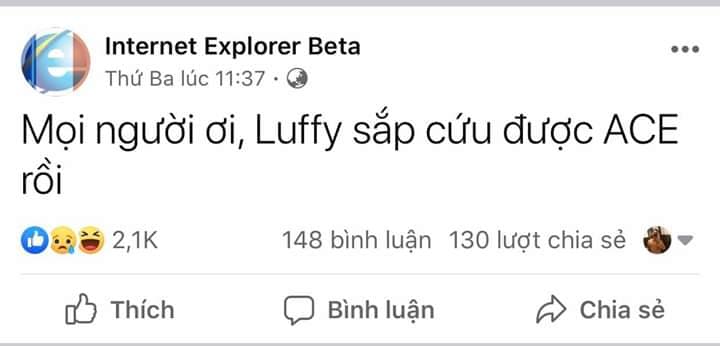 Internet Explorer Beta
Thứ Ba lúc 11:37 ·
Mọi người ơi, Luffy sắp cứu được ACE
rồi
2,1K 148 bình luận 130 lượt chia sẻ
Thích Bình luận Chia sẻ